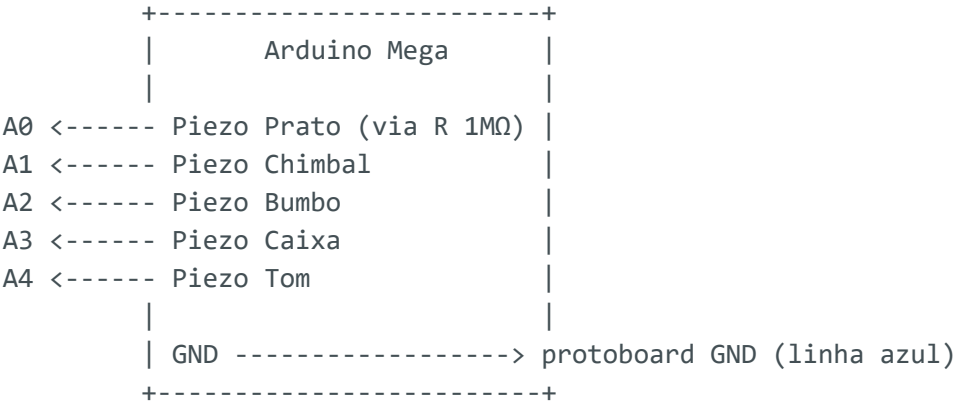 +-------------------------+
| Arduino Mega |
| |
A0 <------ Piezo Prato (via R 1MΩ) |
A1 <------ Piezo Chimbal |
A2 <------ Piezo Bumbo |
A3 <------ Piezo Caixa |
A4 <------ Piezo Tom |
| |
| GND ------------------> protoboard GND (linha azul)
+-------------------------+